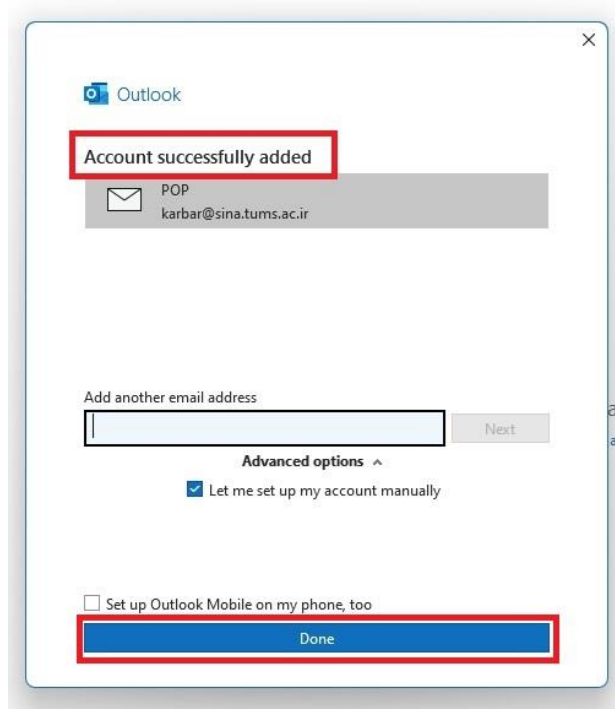 Outlook
Account successfully added
POP
karbar@sina.tums.ac.ir
Add another email address
Next
Advanced options
Let me set up my account manually
Set up Outlook Mobile on my phone, too
Done